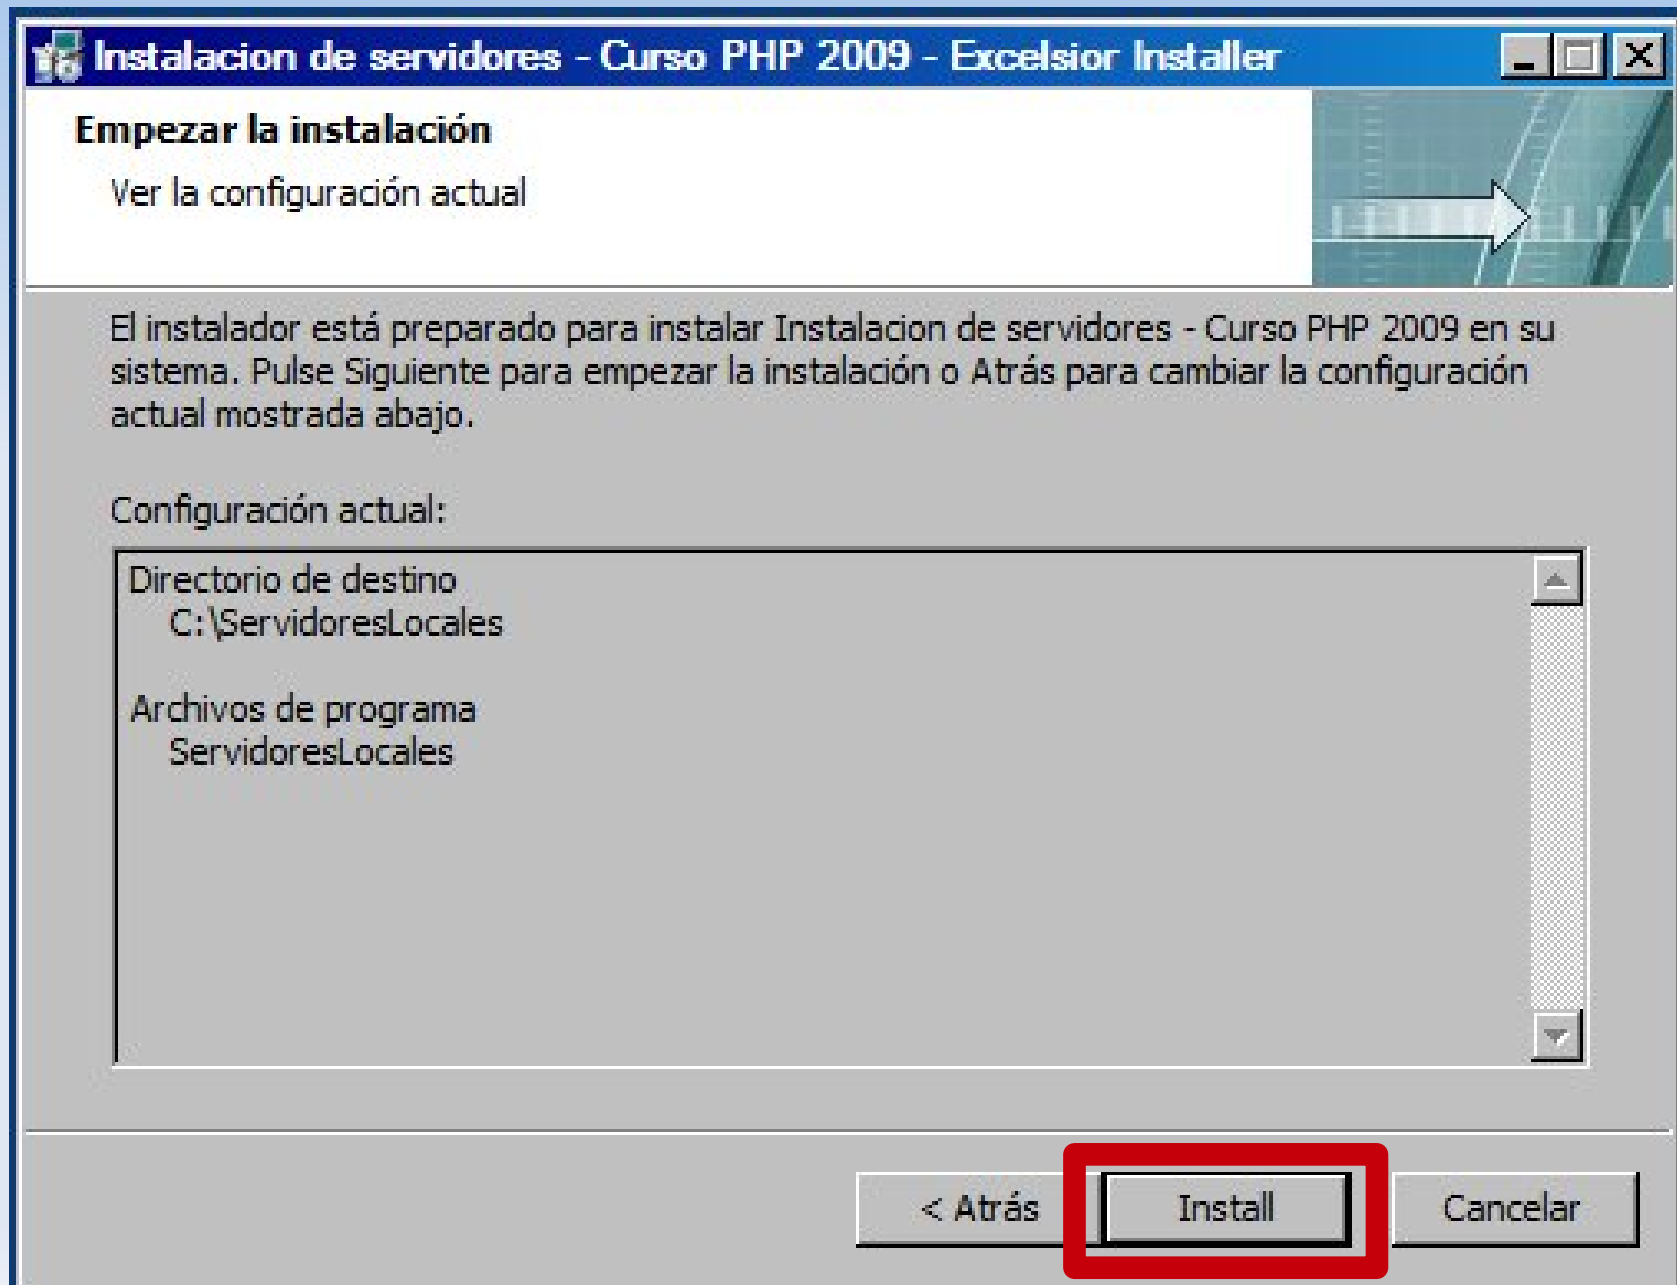 Instalacion de servidores - Curso PHP 2009 - Excelsior Installer
Empezar la instalación
Ver la configuración actual
El instalador está preparado para instalar Instalacion de servidores - Curso PHP 2009 en su
sistema. Pulse Siguiente para empezar la instalación o Atrás para cambiar la configuración
actual mostrada abajo.
Configuración actual:
Directorio de destino
C:\ServidoresLocales
Archivos de programa
ServidoresLocales
< Atrás
Install
Cancelar